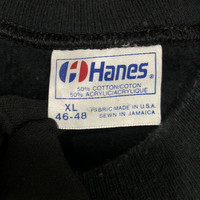 Hanes
50% COTTON/COTON
50% ACRYLIC/ACRYLIQUE
XL
46-48
FABRIC MADE IN U.S.A.
SEWN IN JAMAICA